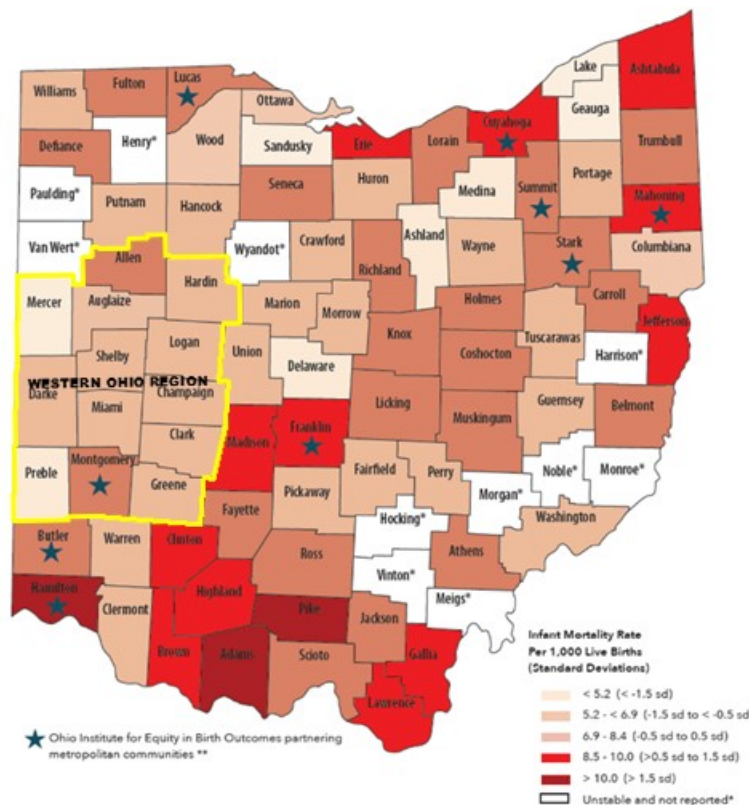 Williams
Fulton
Lucas
Ottawa
Lake
Ashtabula
Geauga
Cuyahoga
Defiance
Henry*
Wood
Sandusky
Erie
Lorain
Trumbull
Paulding*
Putnam
Hancock
Seneca
Huron
Medina
Summit
Portage
Mahoning
Van Wert*
Allen
Wyandot*
Crawford
Richland
Ashland
Wayne
Stark
Columbiana
Mercer
Auglaize
Hardin
Marion
Morrow
Holmes
Carroll
Jefferson
Logan
Union
Knox
Tuscarawas
Harrison*
Shelby
Delaware
Coshocton
WESTERN OHIO REGION
Darke
Champaign
Miami
Licking
Guernsey
Belmont
Clark
Madison
Franklin
Muskingum
Preble
Montgomery
Greene
Fairfield
Perry
Noble*
Monroe*
Pickaway
Morgan*
Fayette
Hocking*
Washington
Butler
Warren
Clinton
Ross
Athens
Hamilton
Clermont
Highland
Vinton*
Meigs*
Pike
Jackson
Brown
Adams
Scioto
Gallia
Lawrence
Infant Mortality Rate
Per 1,000 Live Births
(Standard Deviations)
< 5.2 (< -1.5 sd)
5.2 - < 6.9 (-1.5 sd to < -0.5 sd
6.9 - 8.4 (-0.5 sd to 0.5 sd)
8.5 - 10.0 (>0.5 sd to 1.5 sd)
> 10.0 (> 1.5 sd)
Unstable and not reported*
Ohio Institute for Equity in Birth Outcomes partnering
metropolitan communities **